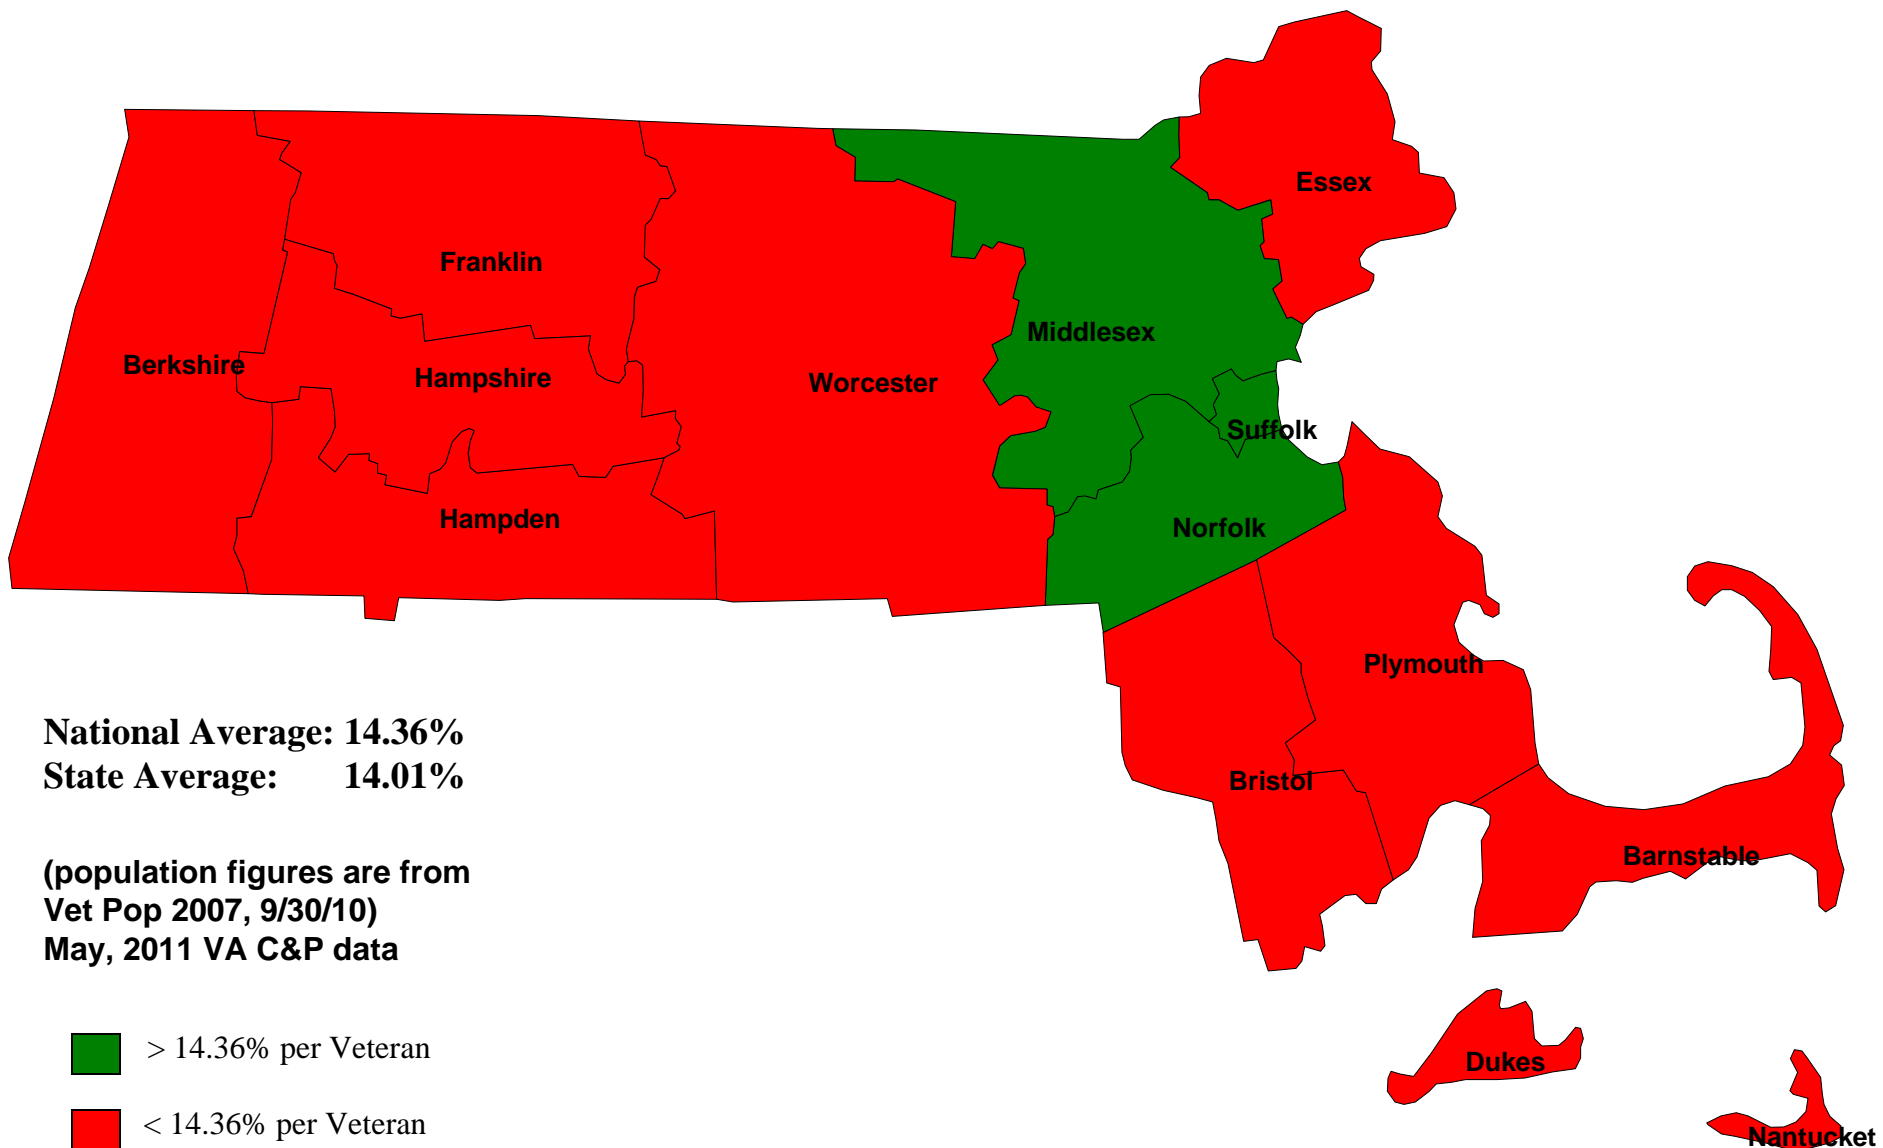 Essex
Franklin
Middlesex
Berkshire
Hampshire
Worcester
Suffolk
Hampden
Norfolk
Plymouth
National Average: 14.36%
State Average: 14.01%
Bristol
Barnstable
(population figures are from
Vet Pop 2007, 9/30/10)
May, 2011 VA C&P data
> 14.36% per Veteran
Dukes
< 14.36% per Veteran
Nantucket